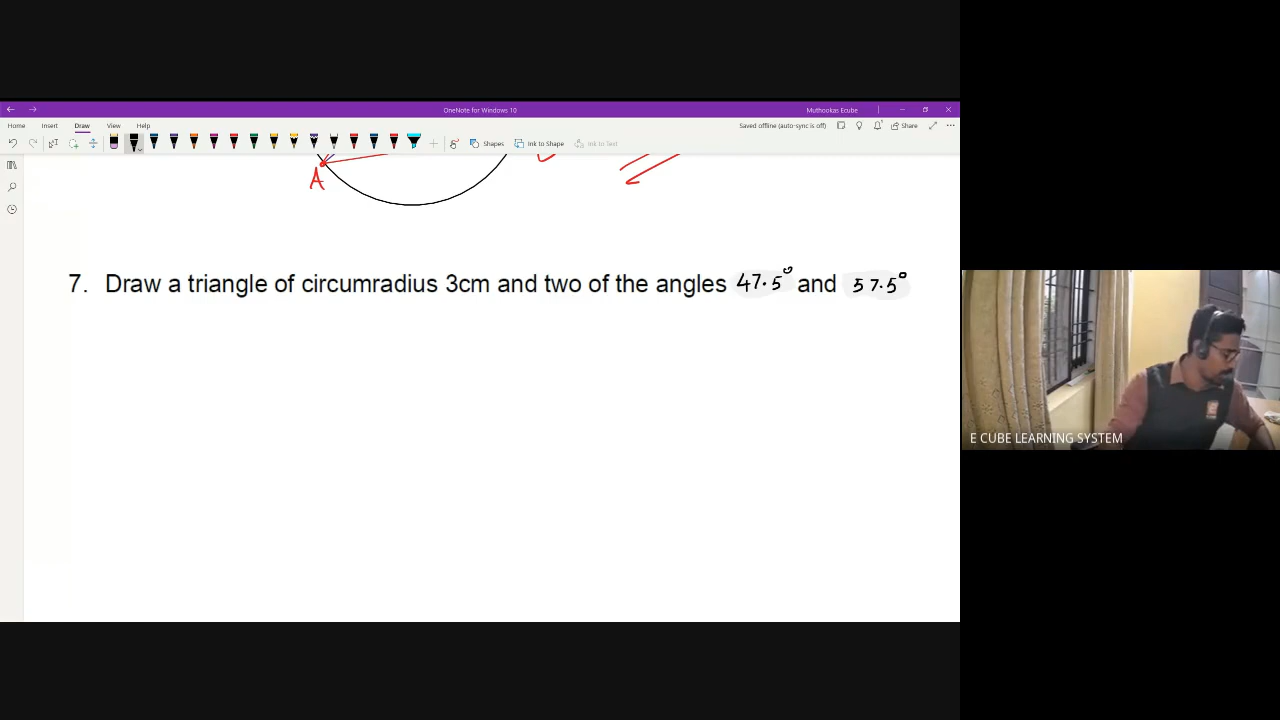 OneNote for Windows 10
Muthookas Ecube
Home Insert Draw View Help
Saved offline (auto-sync is off)
Share
Shapes Ink to Shape Ink to Text
A
7. Draw a triangle of circumradius 3cm and two of the angles 47.5° and 57.5°
E CUBE LEARNING SYSTEM